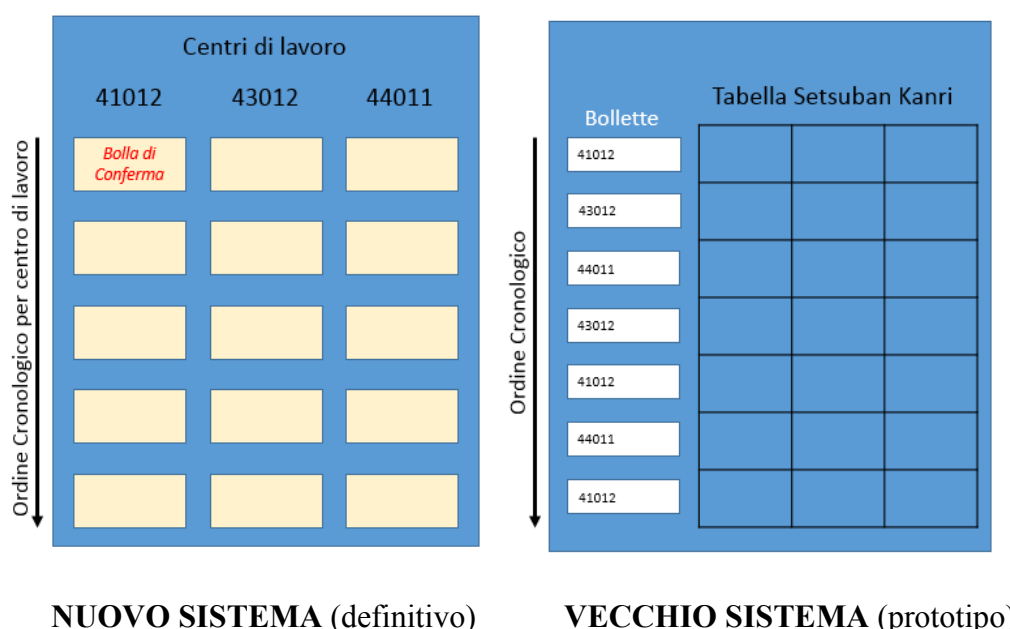 Centri di lavoro
41012 43012 44011
Bolla di
Conferma
Ordine Cronologico per centro di lavoro
Tabella Setsuban Kanri
Bollette
41012
43012
44011
43012
41012
44011
41012
Ordine Cronologico
NUOVO SISTEMA (definitivo)
VECCHIO SISTEMA (prototipo)